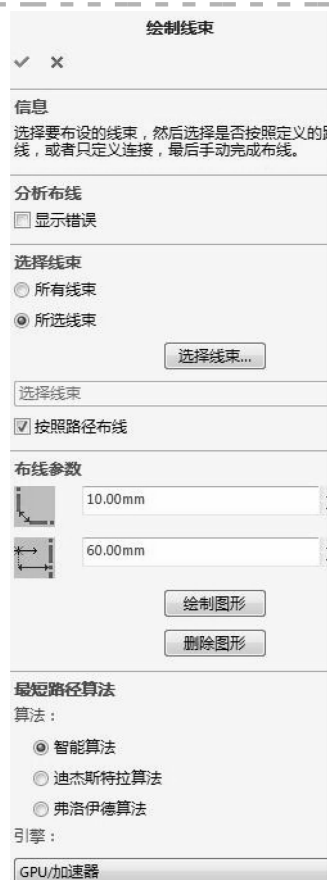 绘制线束
信息
选择要布设的线束，然后选择是否按照定义的路
线，或者只定义连接，最后手动完成布线。
分析布线
显示错误
选择线束
所有线束
所选线束
选择线束...
选择线束
按照路径布线
布线参数
10.00mm
60.00mm
绘制图形
删除图形
最短路径算法
算法：
智能算法
迪杰斯特拉算法
弗洛伊德算法
引擎：
GPU/加速器